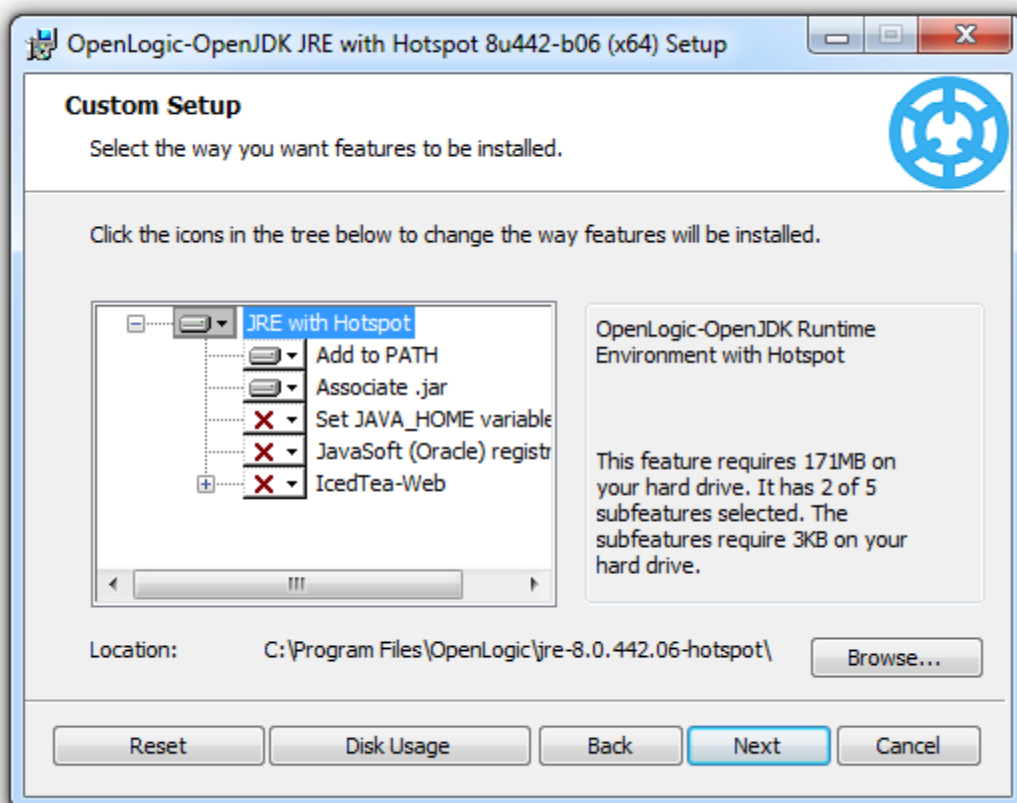 OpenLogic-OpenJDK JRE with Hotspot 8u442-b06 (x64) Setup
Custom Setup
Select the way you want features to be installed.
Click the icons in the tree below to change the way features will be installed.
JRE with Hotspot
Add to PATH
Associate .jar
Set JAVA_HOME variable
JavaSoft (Oracle) registr
IcedTea-Web
OpenLogic-OpenJDK Runtime
Environment with Hotspot
This feature requires 171MB on
your hard drive. It has 2 of 5
subfeatures selected. The
subfeatures require 3KB on your
hard drive.
Location: C:\Program Files\OpenLogic\jre-8.0.442.06-hotspot\
Browse...
Reset Disk Usage Back Next Cancel